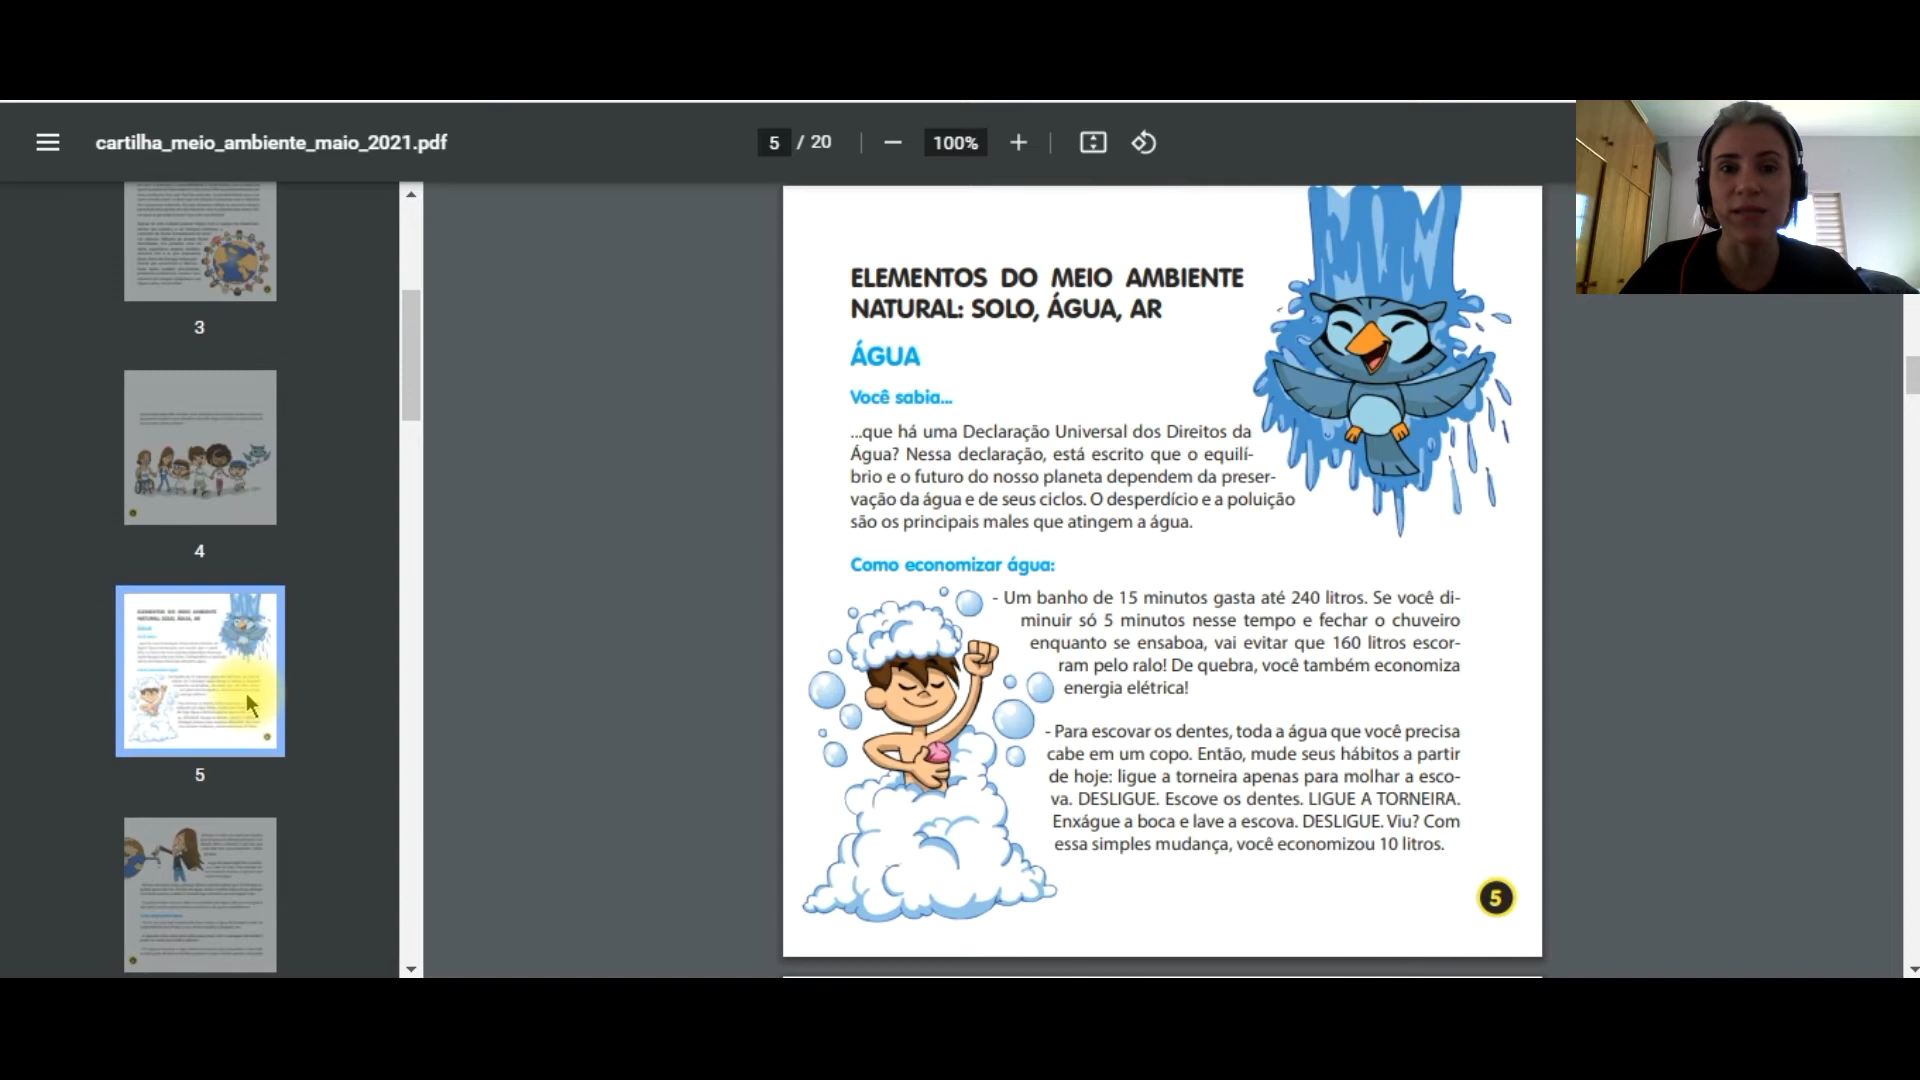 cartilha_meio_ambiente_maio_2021.pdf
5 / 20
100%
3
4
5
ELEMENTOS DO MEIO AMBIENTE
NATURAL: SOLO, ÁGUA, AR
ÁGUA
Você sabia...
...que há uma Declaração Universal dos Direitos da
Água? Nessa declaração, está escrito que o equilí-
brio e o futuro do nosso planeta dependem da preser-
vação da água e de seus ciclos. O desperdício e a poluição
são os principais males que atingem a água.
Como economizar água:
- Um banho de 15 minutos gasta até 240 litros. Se você di-
minuir só 5 minutos nesse tempo e fechar o chuveiro
enquanto se ensaboa, vai evitar que 160 litros escor-
ram pelo ralo! De quebra, você também economiza
energia elétrica!
- Para escovar os dentes, toda a água que você precisa
cabe em um copo. Então, mude seus hábitos a partir
de hoje: ligue a torneira apenas para molhar a esco-
va. DESLIGUE. Escove os dentes. LIGUE A TORNEIRA.
Enxágue a boca e lave a escova. DESLIGUE. Viu? Com
essa simples mudança, você economizou 10 litros.
5